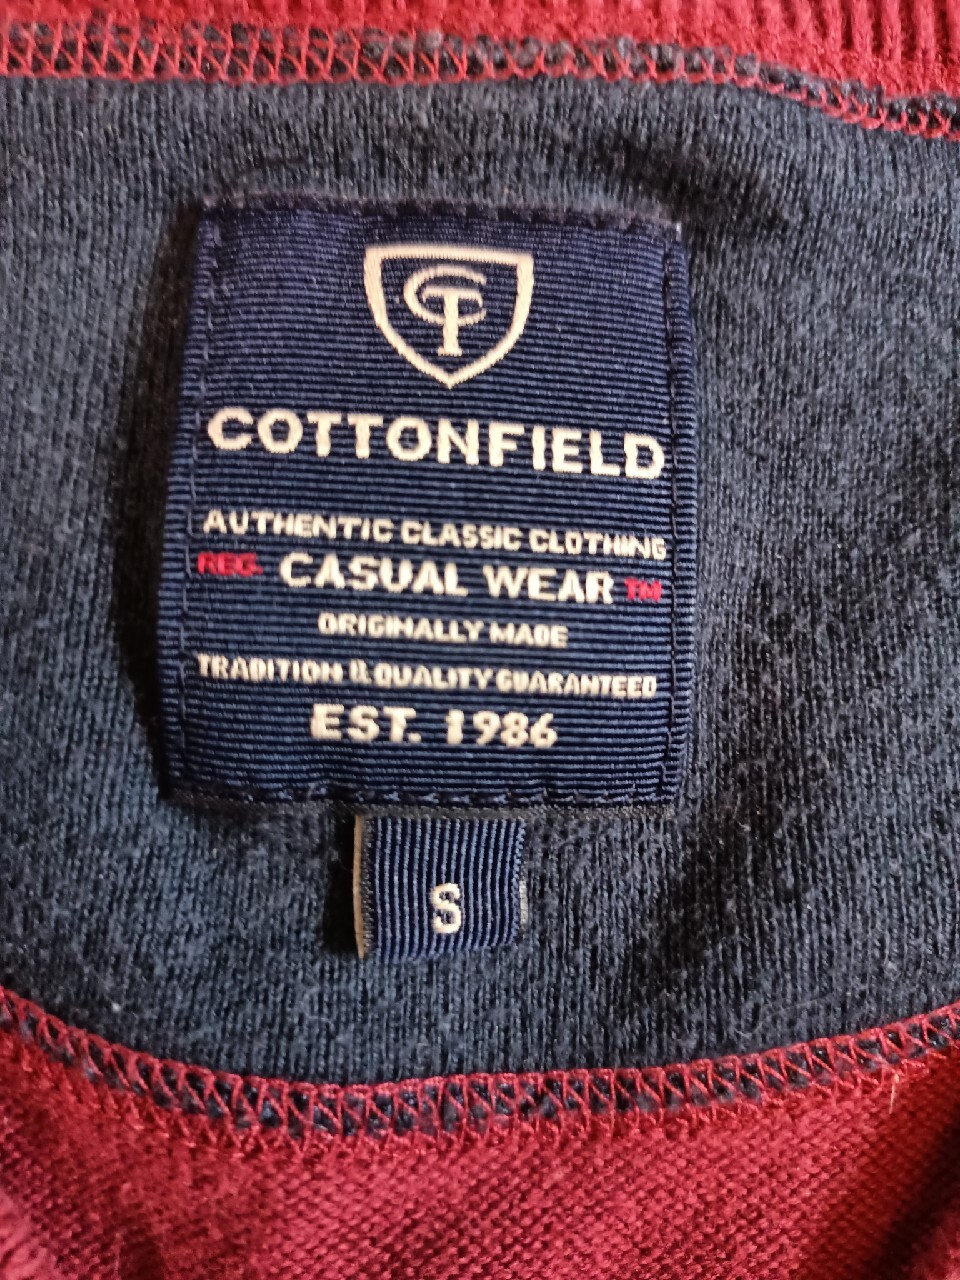 CT
COTTONFIELD
AUTHENTIC CLASSIC CLOTHING
REG. CASUAL WEAR TM
ORIGINALLY MADE
TRADITION & QUALITY GUARANTEED
EST. 1986
S